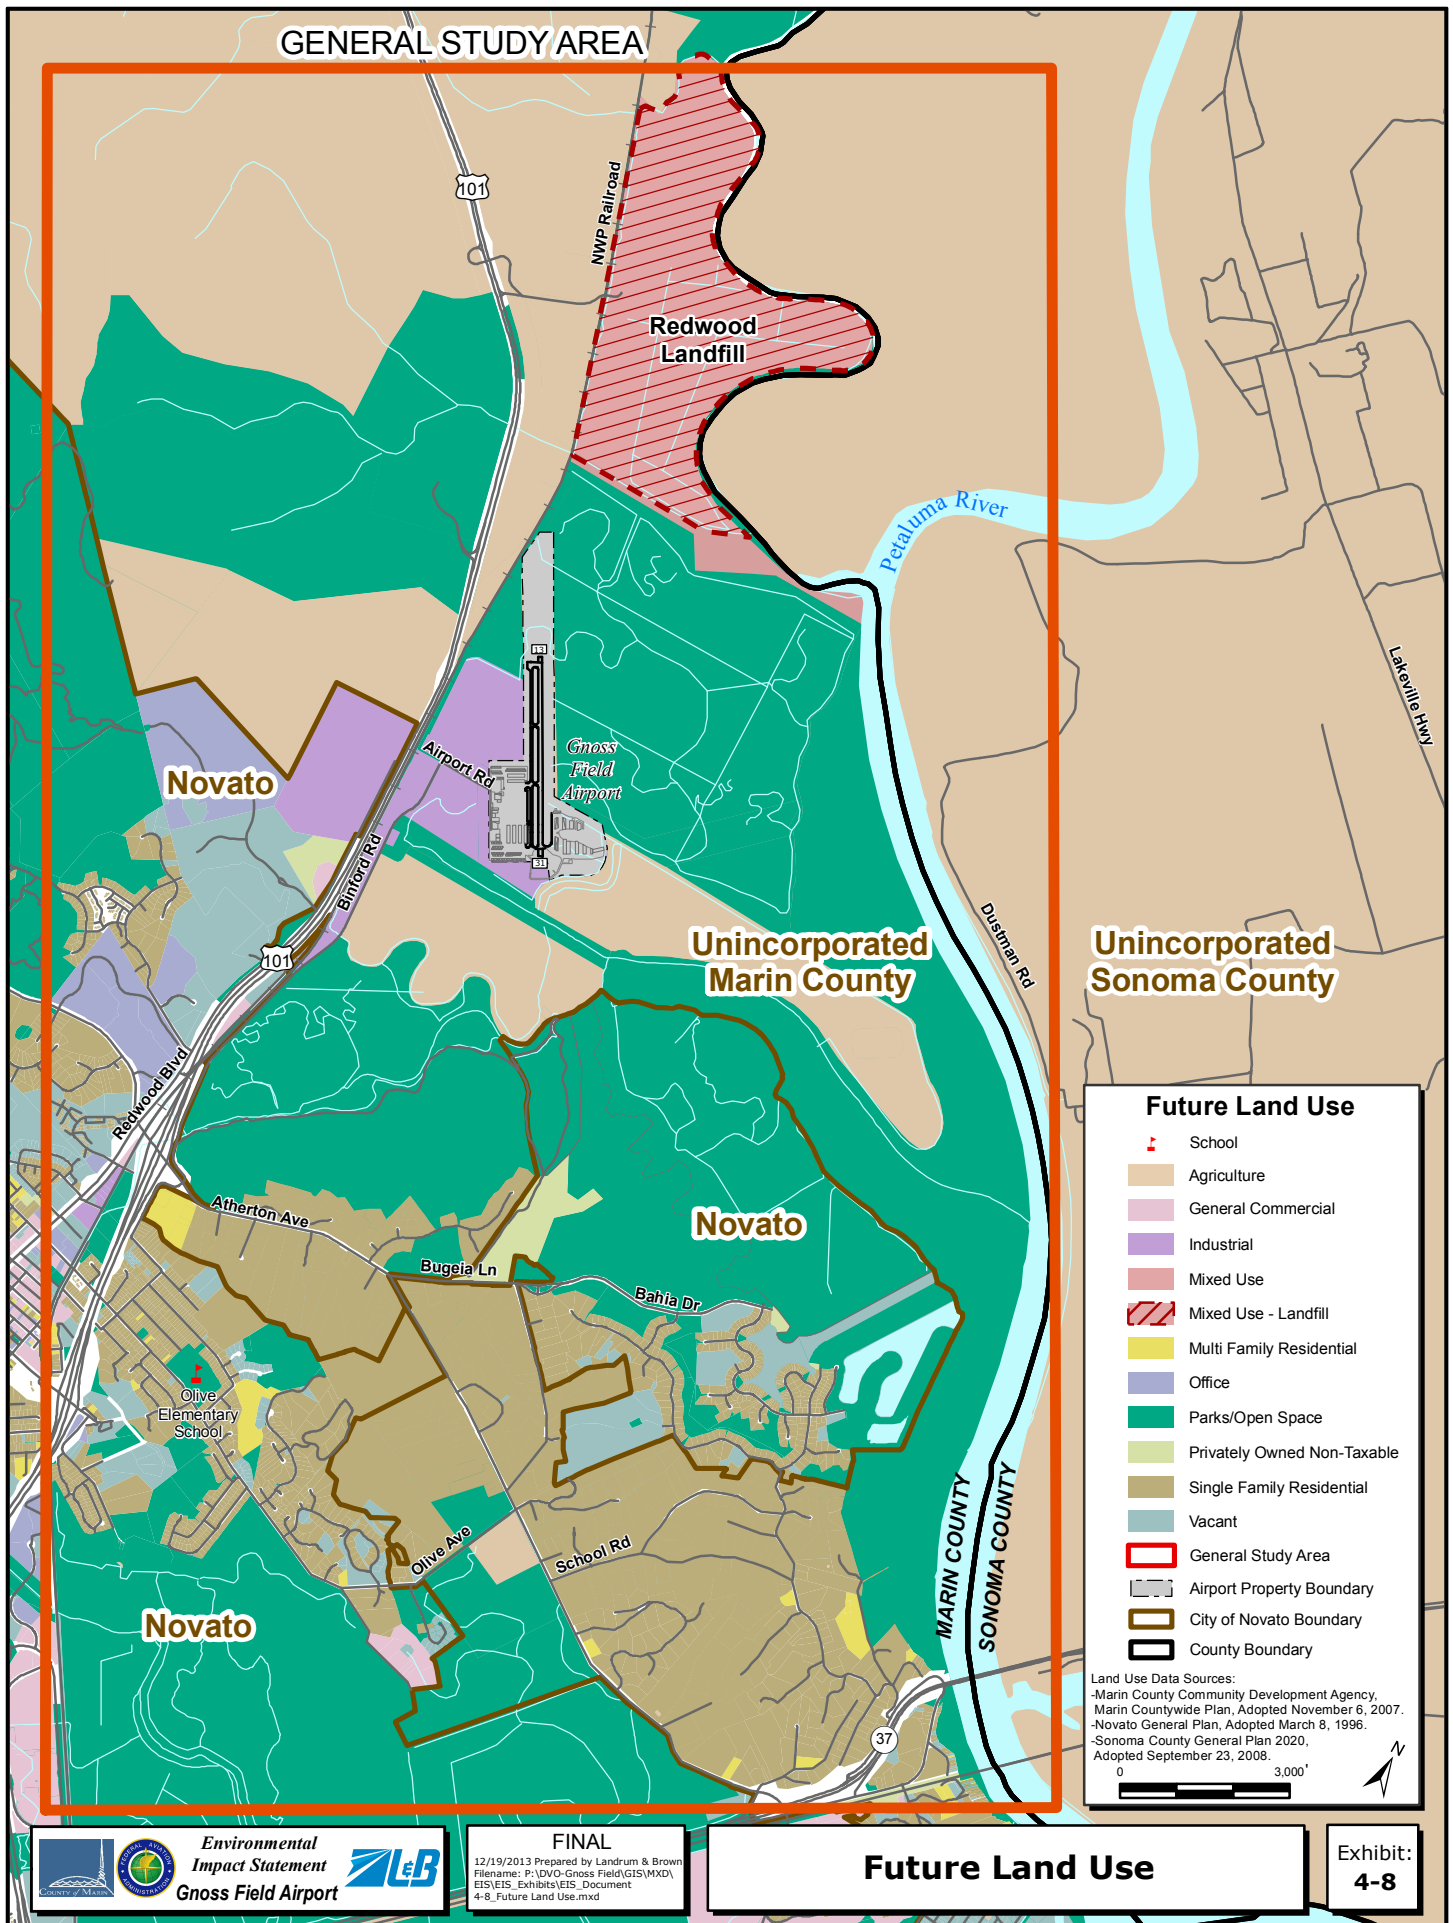 GENERAL STUDY AREA
101
NWP Railroad
Redwood
Landfill
Petaluma River
Lakeville Hwy
13
Gnoss
Field
Airport
Airport Rd
31
Novato
Binford Rd
101
Unincorporated
Marin County
Dustman Rd
Unincorporated
Sonoma County
Redwood Blvd
Atherton Ave
Bugeia Ln
Novato
Bahia Dr
Olive
Elementary
School
Olive Ave
School Rd
MARIN COUNTY
SONOMA COUNTY
Novato
37
Future Land Use
School
Agriculture
General Commercial
Industrial
Mixed Use
Mixed Use - Landfill
Multi Family Residential
Office
Parks/Open Space
Privately Owned Non-Taxable
Single Family Residential
Vacant
General Study Area
Airport Property Boundary
City of Novato Boundary
County Boundary
Land Use Data Sources:
-Marin County Community Development Agency,
Marin Countywide Plan, Adopted November 6, 2007.
-Novato General Plan, Adopted March 8, 1996.
-Sonoma County General Plan 2020,
Adopted September 23, 2008.
0 3,000'
N
COUNTY OF MARIN
FEDERAL AVIATION ADMINISTRATION
Environmental
Impact Statement
Gnoss Field Airport
L&B
FINAL
12/19/2013 Prepared by Landrum & Brown
Filename: P:\DVO-Gnoss Field\GIS\MXD\
EIS\EIS_Exhibits\EIS_Document
4-8_Future Land Use.mxd
Future Land Use
Exhibit:
4-8